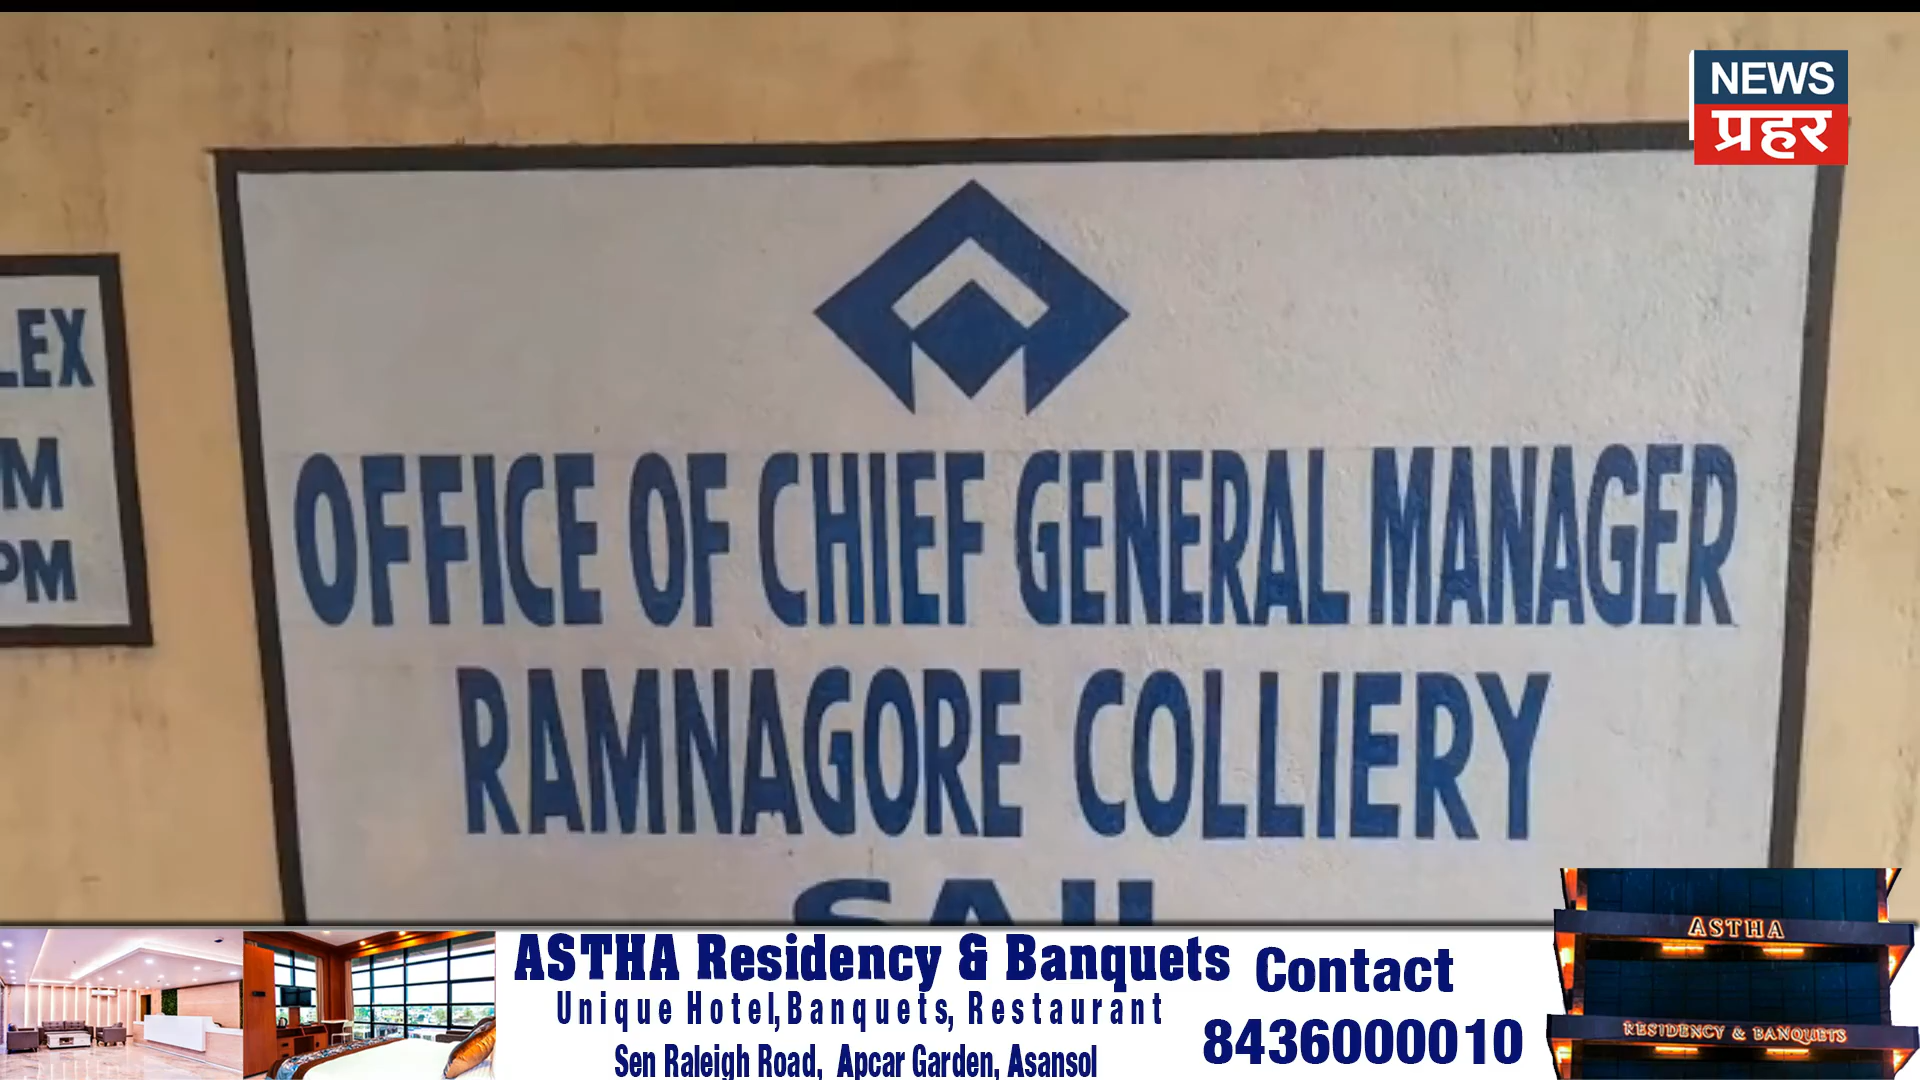 NEWS
प्रहर
LEX
M
PM
OFFICE OF CHIEF GENERAL MANAGER
RAMNAGORE COLLIERY
SAIL
ASTHA Residency & Banquets
Unique Hotel, Banquets, Restaurant
Sen Raleigh Road, Apcar Garden, Asansol
Contact
8436000010
ASTHA
RESIDENCY & BANQUETS